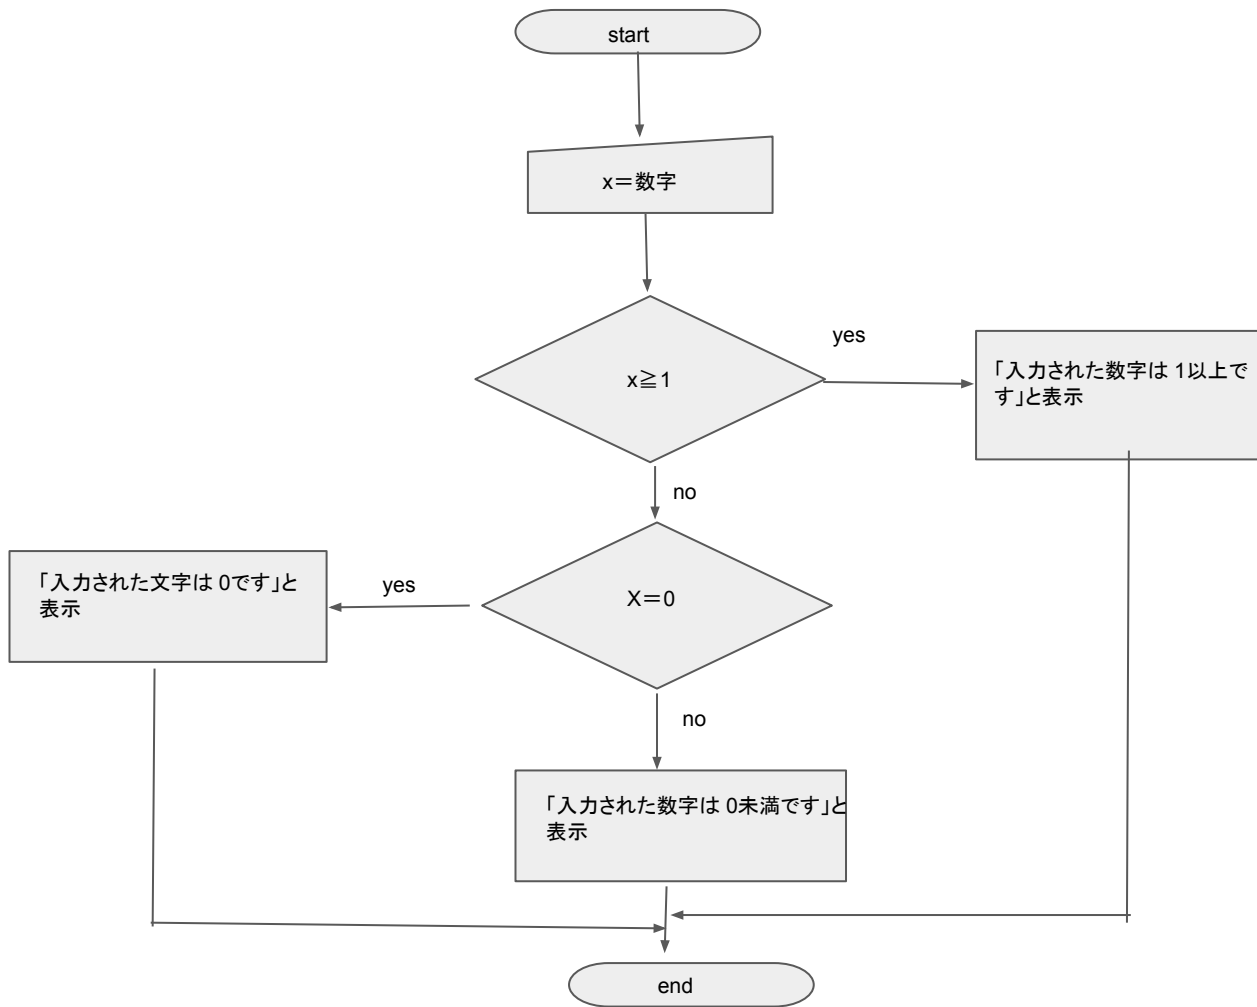 start
x＝数字
x≧1
yes
「入力された数字は 1以上で
す」と表示
no
X＝0
yes
「入力された文字は 0です」と
表示
no
「入力された数字は 0未満です」と
表示
end